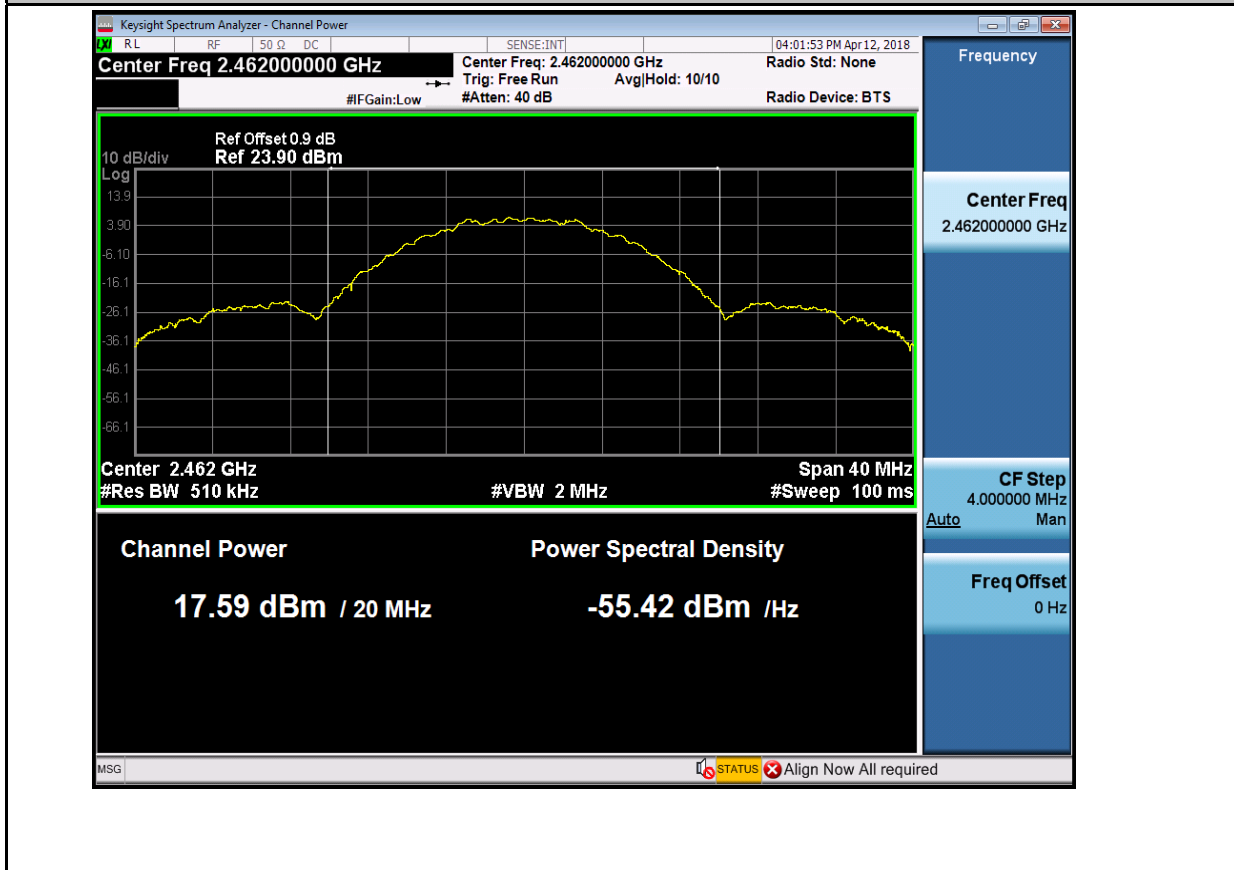 Keysight Spectrum Analyzer - Channel Power
LXI RL RF 50 Ω DC SENSE:INT 04:01:53 PM Apr 12, 2018
Center Freq 2.462000000 GHz
Center Freq: 2.462000000 GHz
Radio Std: None
Trig: Free Run Avg|Hold: 10/10
#IFGain:Low
#Atten: 40 dB
Radio Device: BTS
Ref Offset 0.9 dB
10 dB/div Ref 23.90 dBm
Log
13.9
3.90
-6.10
-16.1
-26.1
-36.1
-46.1
-56.1
-66.1
Center 2.462 GHz Span 40 MHz
#Res BW 510 kHz #VBW 2 MHz #Sweep 100 ms
Channel Power Power Spectral Density
17.59 dBm / 20 MHz -55.42 dBm /Hz
Frequency
Center Freq
2.462000000 GHz
CF Step
4.000000 MHz
Auto Man
Freq Offset
0 Hz
MSG STATUS Align Now All required